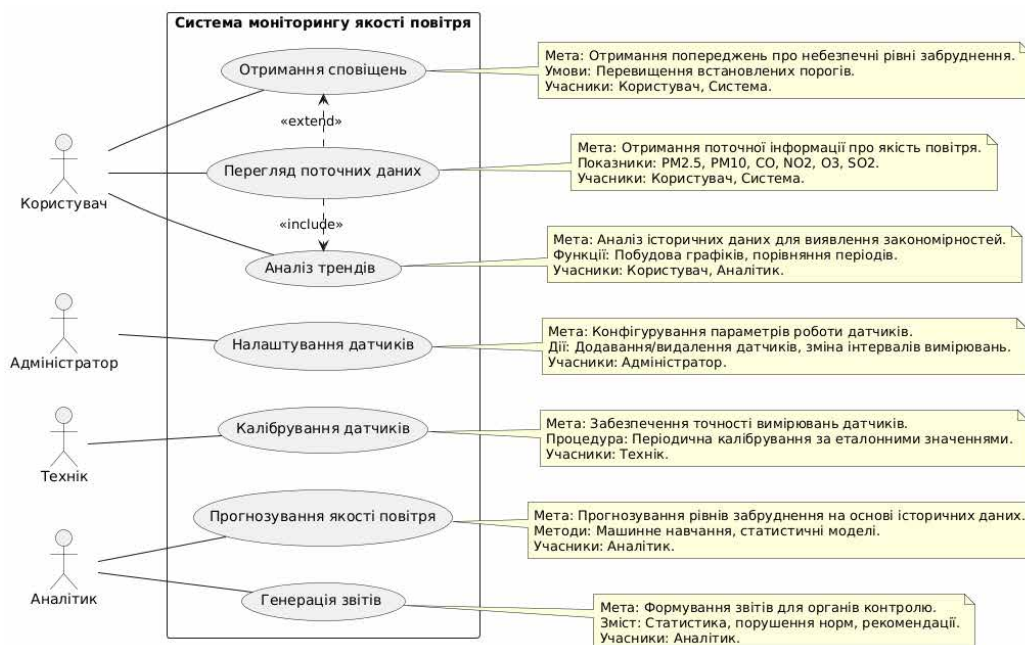 Система моніторингу якості повітря
Отримання сповіщень
Мета: Отримання попереджень про небезпечні рівні забруднення.
Умови: Перевищення встановлених порогів.
Учасники: Користувач, Система.
«extend»
Користувач
Перегляд поточних даних
Мета: Отримання поточної інформації про якість повітря.
Показники: PM2.5, PM10, CO, NO2, O3, SO2.
Учасники: Користувач, Система.
«include»
Аналіз трендів
Мета: Аналіз історичних даних для виявлення закономірностей.
Функції: Побудова графіків, порівняння періодів.
Учасники: Користувач, Аналітик.
Адміністратор
Налаштування датчиків
Мета: Конфігурування параметрів роботи датчиків.
Дії: Додавання/видалення датчиків, зміна інтервалів вимірювань.
Учасники: Адміністратор.
Технік
Калібрування датчиків
Мета: Забезпечення точності вимірювань датчиків.
Процедура: Періодична калібрування за еталонними значеннями.
Учасники: Технік.
Прогнозування якості повітря
Мета: Прогнозування рівнів забруднення на основі історичних даних.
Методи: Машинне навчання, статистичні моделі.
Учасники: Аналітик.
Аналітик
Генерація звітів
Мета: Формування звітів для органів контролю.
Зміст: Статистика, порушення норм, рекомендації.
Учасники: Аналітик.